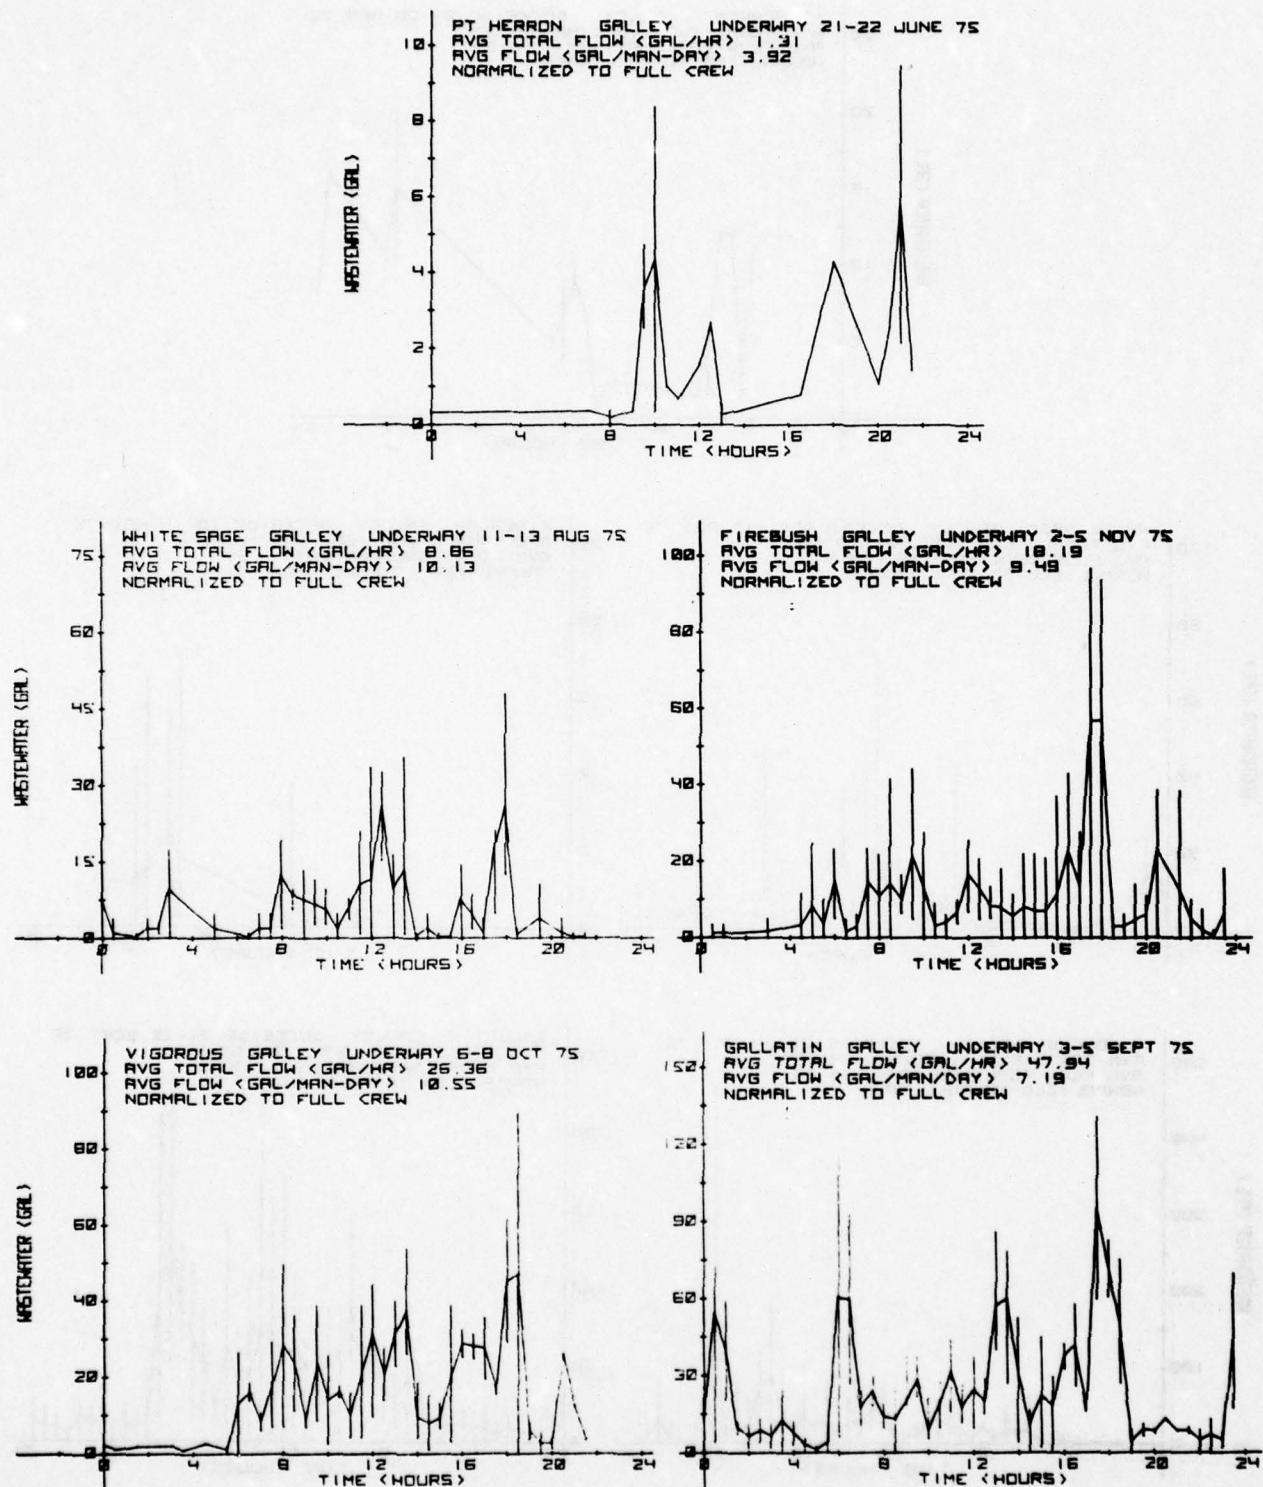 PT HERRON GALLEY UNDERWAY 21-22 JUNE 75
AVG TOTAL FLOW <GAL/HR> 1.31
AVG FLOW <GAL/MAN-DAY> 3.92
NORMALIZED TO FULL CREW
WASTEWATER <GAL>
10
8
6
4
2
0
0 4 8 12 16 20 24
TIME <HOURS>
WHITE SAGE GALLEY UNDERWAY 11-13 AUG 75
AVG TOTAL FLOW <GAL/HR> 8.86
AVG FLOW <GAL/MAN-DAY> 10.13
NORMALIZED TO FULL CREW
WASTEWATER <GAL>
75
60
45
30
15
0
0 4 8 12 16 20 24
TIME <HOURS>
FIREBUSH GALLEY UNDERWAY 2-5 NOV 75
AVG TOTAL FLOW <GAL/HR> 18.19
AVG FLOW <GAL/MAN-DAY> 9.49
NORMALIZED TO FULL CREW
100
80
60
40
20
0
0 4 8 12 16 20 24
TIME <HOURS>
VIGOROUS GALLEY UNDERWAY 6-8 OCT 75
AVG TOTAL FLOW <GAL/HR> 26.36
AVG FLOW <GAL/MAN-DAY> 10.55
NORMALIZED TO FULL CREW
WASTEWATER <GAL>
100
80
60
40
20
0
0 4 8 12 16 20 24
TIME <HOURS>
GALLATIN GALLEY UNDERWAY 3-5 SEPT 75
AVG TOTAL FLOW <GAL/HR> 47.94
AVG FLOW <GAL/MAN/DAY> 7.19
NORMALIZED TO FULL CREW
150
120
90
60
30
0
0 4 8 12 16 20 24
TIME <HOURS>